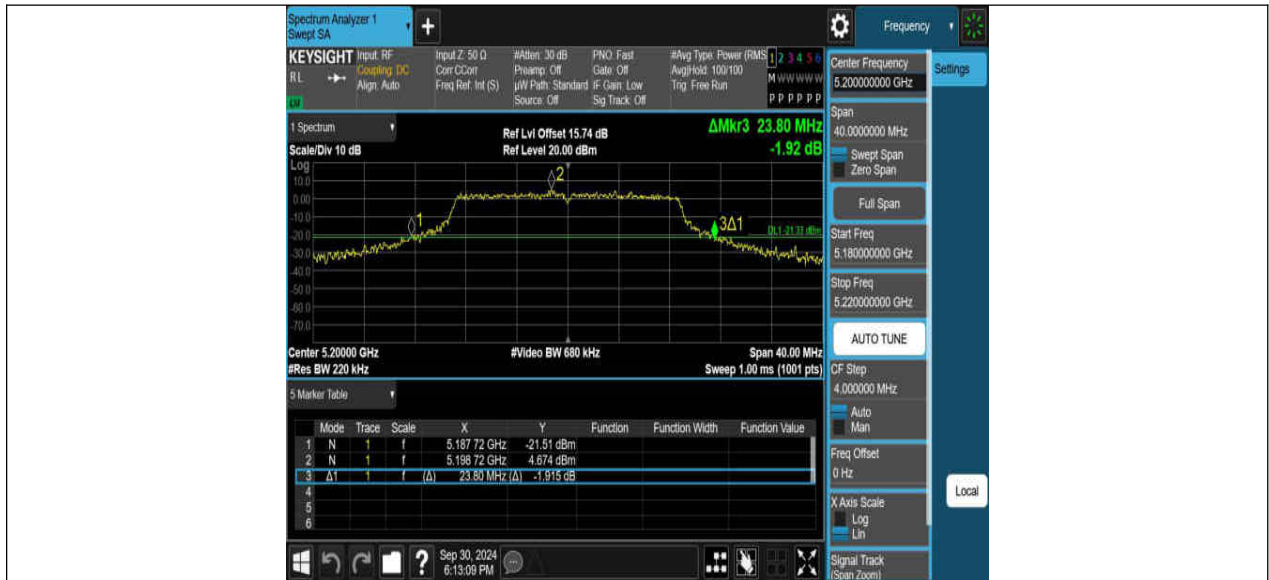 Spectrum Analyzer 1
Swept SA
+
Frequency
KEYSIGHT
RL
LXI
Input: RF
Coupling: DC
Align: Auto
Input Z: 50 Ω
Corr CCorr
Freq Ref: Int (S)
#Atten: 30 dB
Preamp: Off
µW Path: Standard
Source: Off
PNO: Fast
Gate: Off
IF Gain: Low
Sig Track: Off
#Avg Type: Power (RMS
Avg|Hold: 100/100
Trig: Free Run
1 2 3 4 5 6
M W W W W W
P P P P P P
1 Spectrum
Scale/Div 10 dB
Ref Lvl Offset 15.74 dB
Ref Level 20.00 dBm
ΔMkr3 23.80 MHz
-1.92 dB
Log
10.0
0.00
-10.0
-20.0
-30.0
-40.0
-50.0
-60.0
-70.0
1
2
3Δ1
DL1 -21.33 dBm
Center 5.20000 GHz
#Res BW 220 kHz
#Video BW 680 kHz
Span 40.00 MHz
Sweep 1.00 ms (1001 pts)
5 Marker Table
Mode Trace Scale X Y Function Function Width Function Value
1 N 1 f 5.187 72 GHz -21.51 dBm
2 N 1 f 5.198 72 GHz 4.674 dBm
3 Δ1 1 f (Δ) 23.80 MHz (Δ) -1.915 dB
4
5
6
?
Sep 30, 2024
6:13:09 PM
Center Frequency
5.200000000 GHz
Settings
Span
40.0000000 MHz
Swept Span
Zero Span
Full Span
Start Freq
5.180000000 GHz
Stop Freq
5.220000000 GHz
AUTO TUNE
CF Step
4.000000 MHz
Auto
Man
Freq Offset
0 Hz
X Axis Scale
Log
Lin
Local
Signal Track
(Span Zoom)